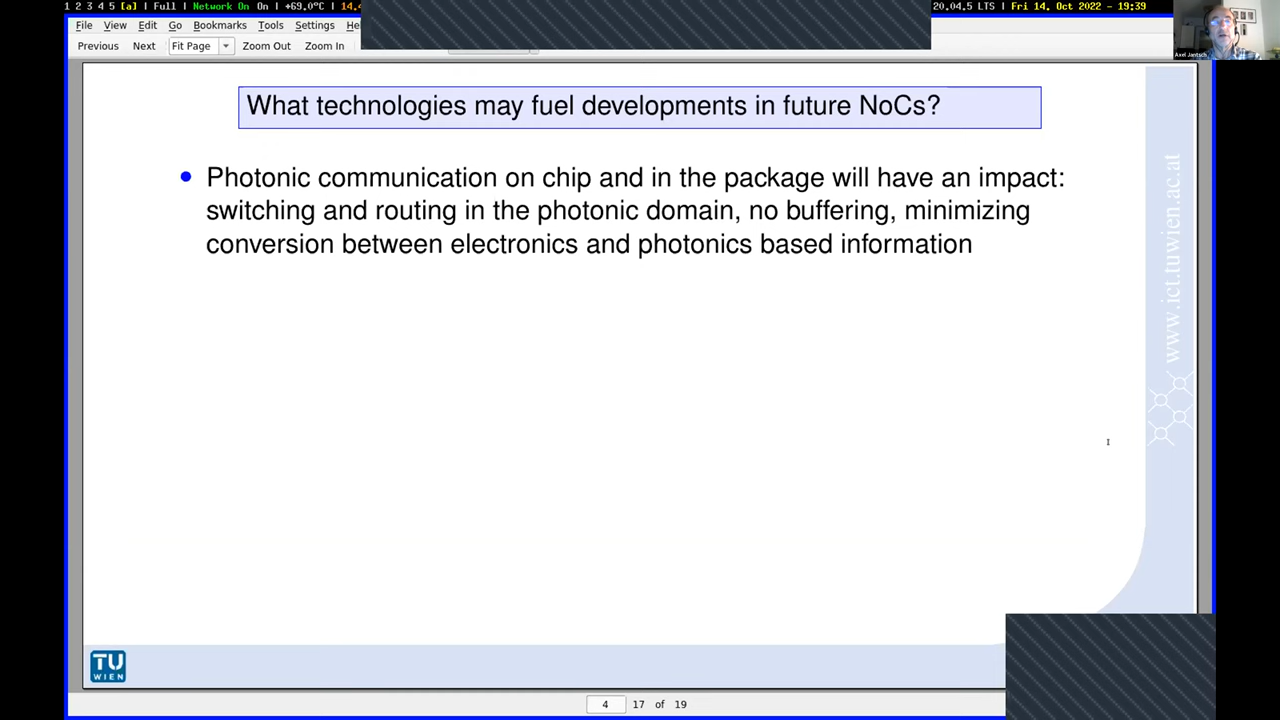 1 2 3 4 5 [a] | Full | Network On On | +69.0°C | 14.4
20.04.5 LTS | Fri 14. Oct 2022 - 19:39
File View Edit Go Bookmarks Tools Settings He
Previous Next Fit Page Zoom Out Zoom In
Axel Jantsch
What technologies may fuel developments in future NoCs?
Photonic communication on chip and in the package will have an impact:
switching and routing in the photonic domain, no buffering, minimizing
conversion between electronics and photonics based information
www.ict.tuwien.ac.at
TU
WIEN
4 17 of 19